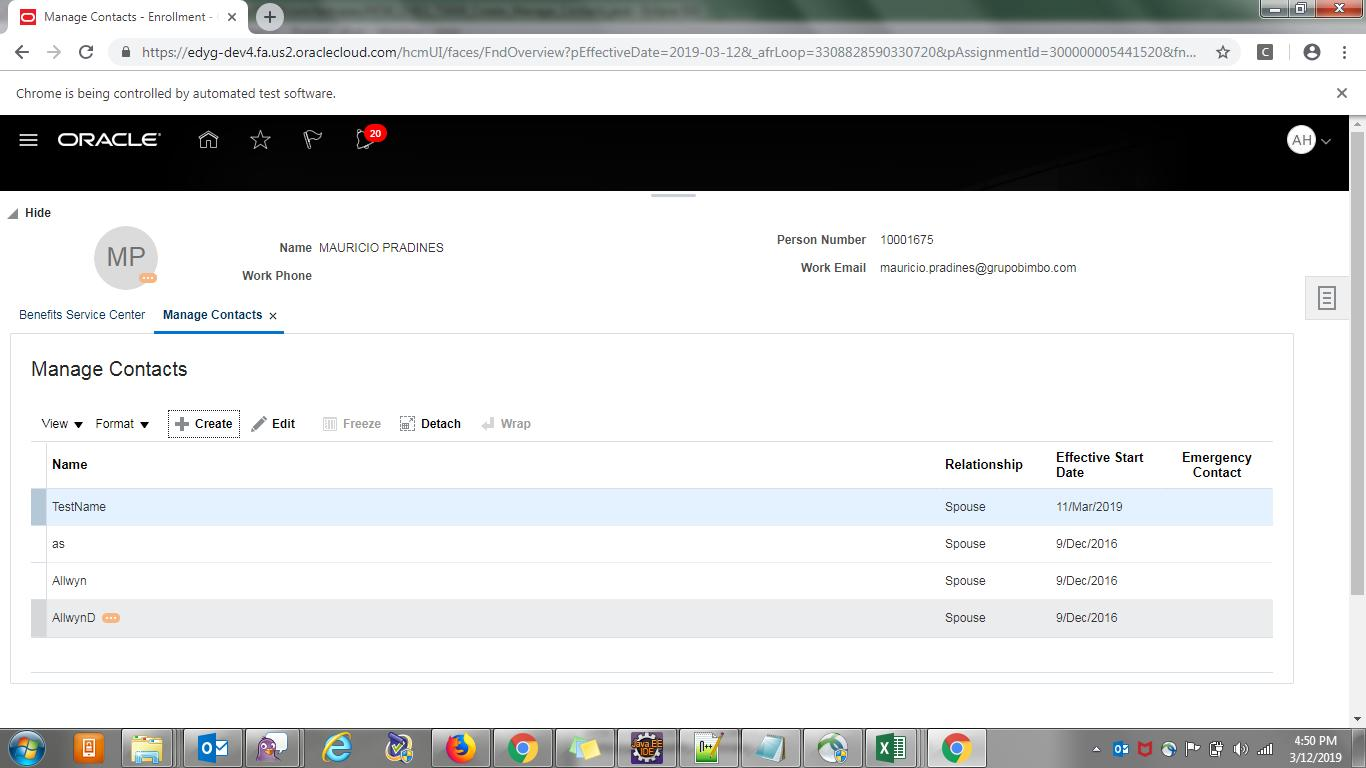 Manage Contacts - Enrollment -
https://edyg-dev4.fa.us2.oraclecloud.com/hcmUI/faces/FndOverview?pEffectiveDate=2019-03-12&_afrLoop=3308828590330720&pAssignmentId=300000005441520&fn...
C
Chrome is being controlled by automated test software.
ORACLE
20
AH
Hide
MP
Name MAURICIO PRADINES
Person Number 10001675
Work Phone
Work Email mauricio.pradines@grupobimbo.com
Benefits Service Center Manage Contacts
Manage Contacts
View Format Create Edit Freeze Detach Wrap
Name Relationship Effective Start Date Emergency Contact
TestName Spouse 11/Mar/2019
as Spouse 9/Dec/2016
Allwyn Spouse 9/Dec/2016
AllwynD Spouse 9/Dec/2016
Java EE IDE
4:50 PM
3/12/2019